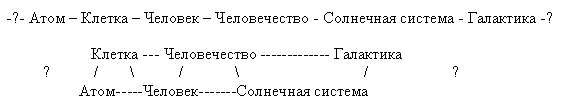 -?- Атом – Клетка – Человек – Человечество - Солнечная система - Галактика -?
Клетка --- Человечество ------------- Галактика
? / \ / \ / ?
Атом-----Человек-------Солнечная система